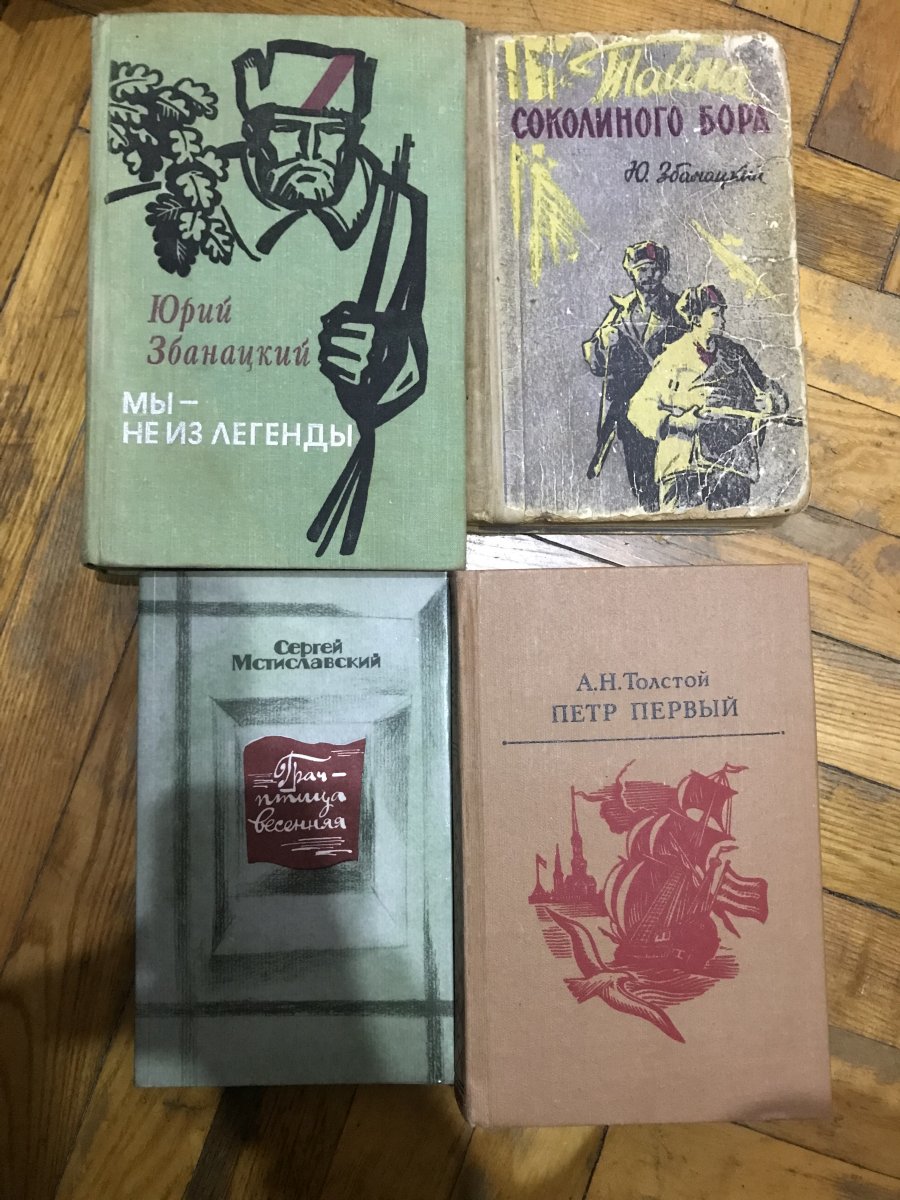 Юрий
Збанацкий
МЫ –
НЕ ИЗ ЛЕГЕНДЫ
Тайна
СОКОЛИНОГО БОРА
Ю. Збанацкий
Сергей
Мстиславский
Грач –
птица
весенняя
А.Н.Толстой
ПЕТР ПЕРВЫЙ